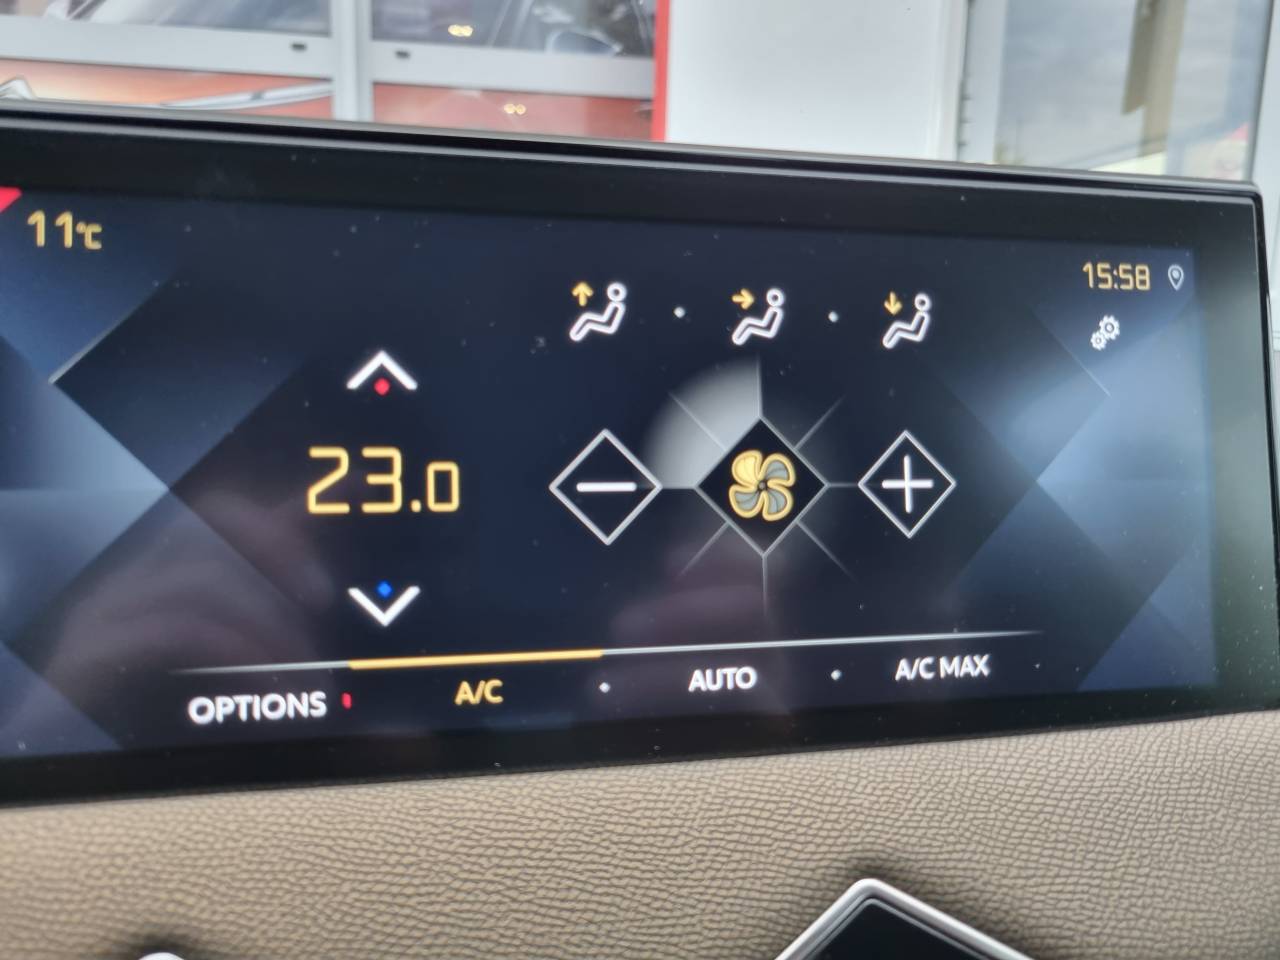 11°C
15:58
23.0
OPTIONS
A/C
AUTO
A/C MAX